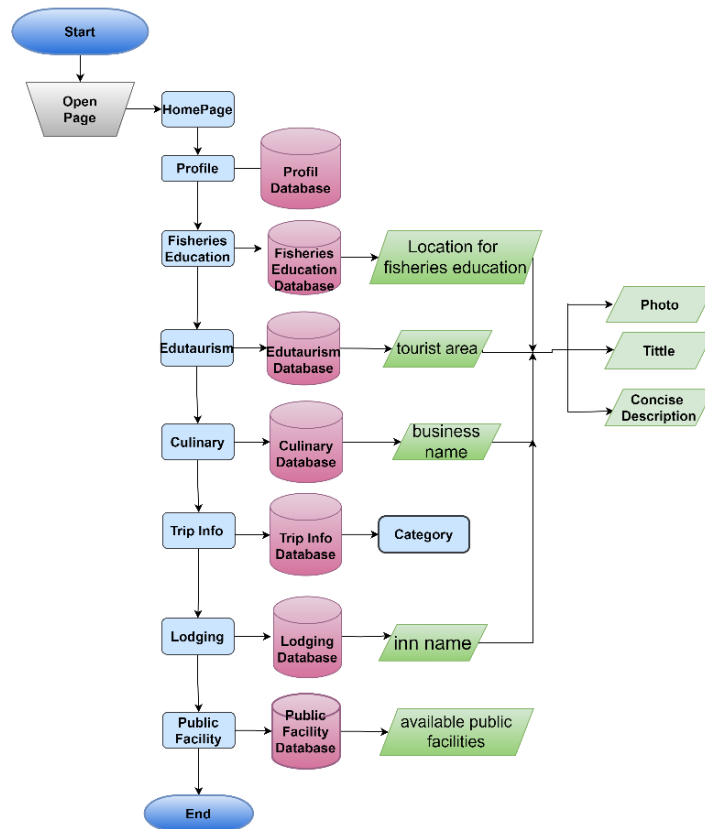 Start
Open
Page
HomePage
Profile
Profil
Database
Fisheries
Education
Fisheries
Education
Database
Location for
fisheries education
Photo
Edutaurism
Edutaurism
Database
tourist area
Tittle
Concise
Description
Culinary
Culinary
Database
business
name
Trip Info
Trip Info
Database
Category
Lodging
Lodging
Database
inn name
Public
Facility
Public
Facility
Database
available public
facilities
End